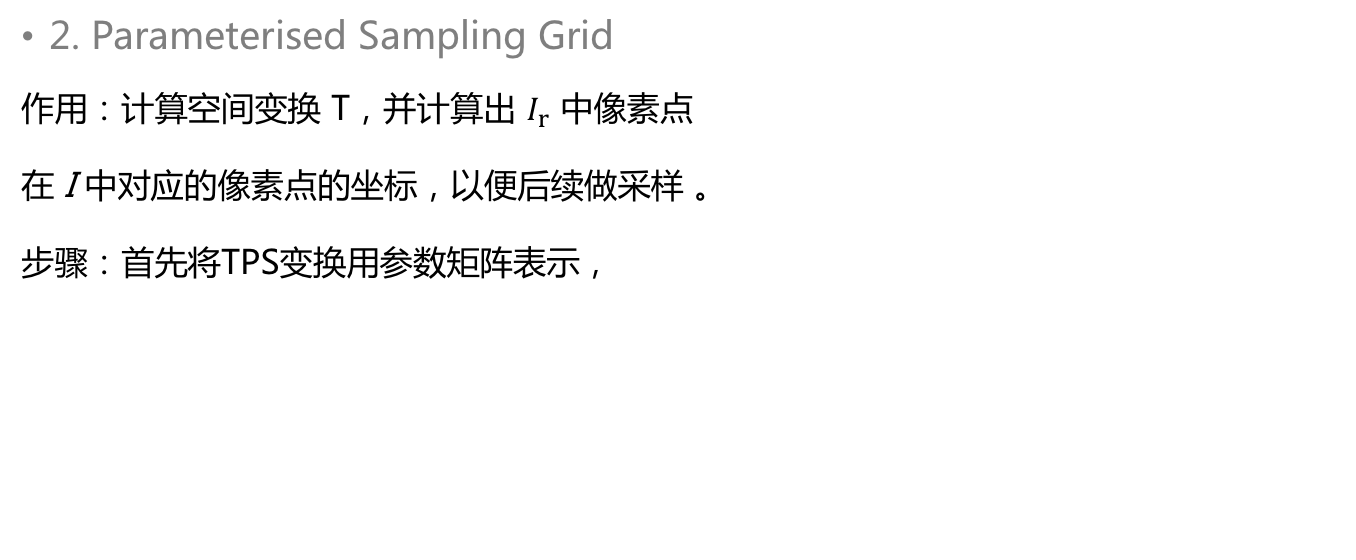 • 2. Parameterised Sampling Grid
作用：计算空间变换 T，并计算出 Ir 中像素点
在 I 中对应的像素点的坐标，以便后续做采样 。
步骤：首先将TPS变换用参数矩阵表示，